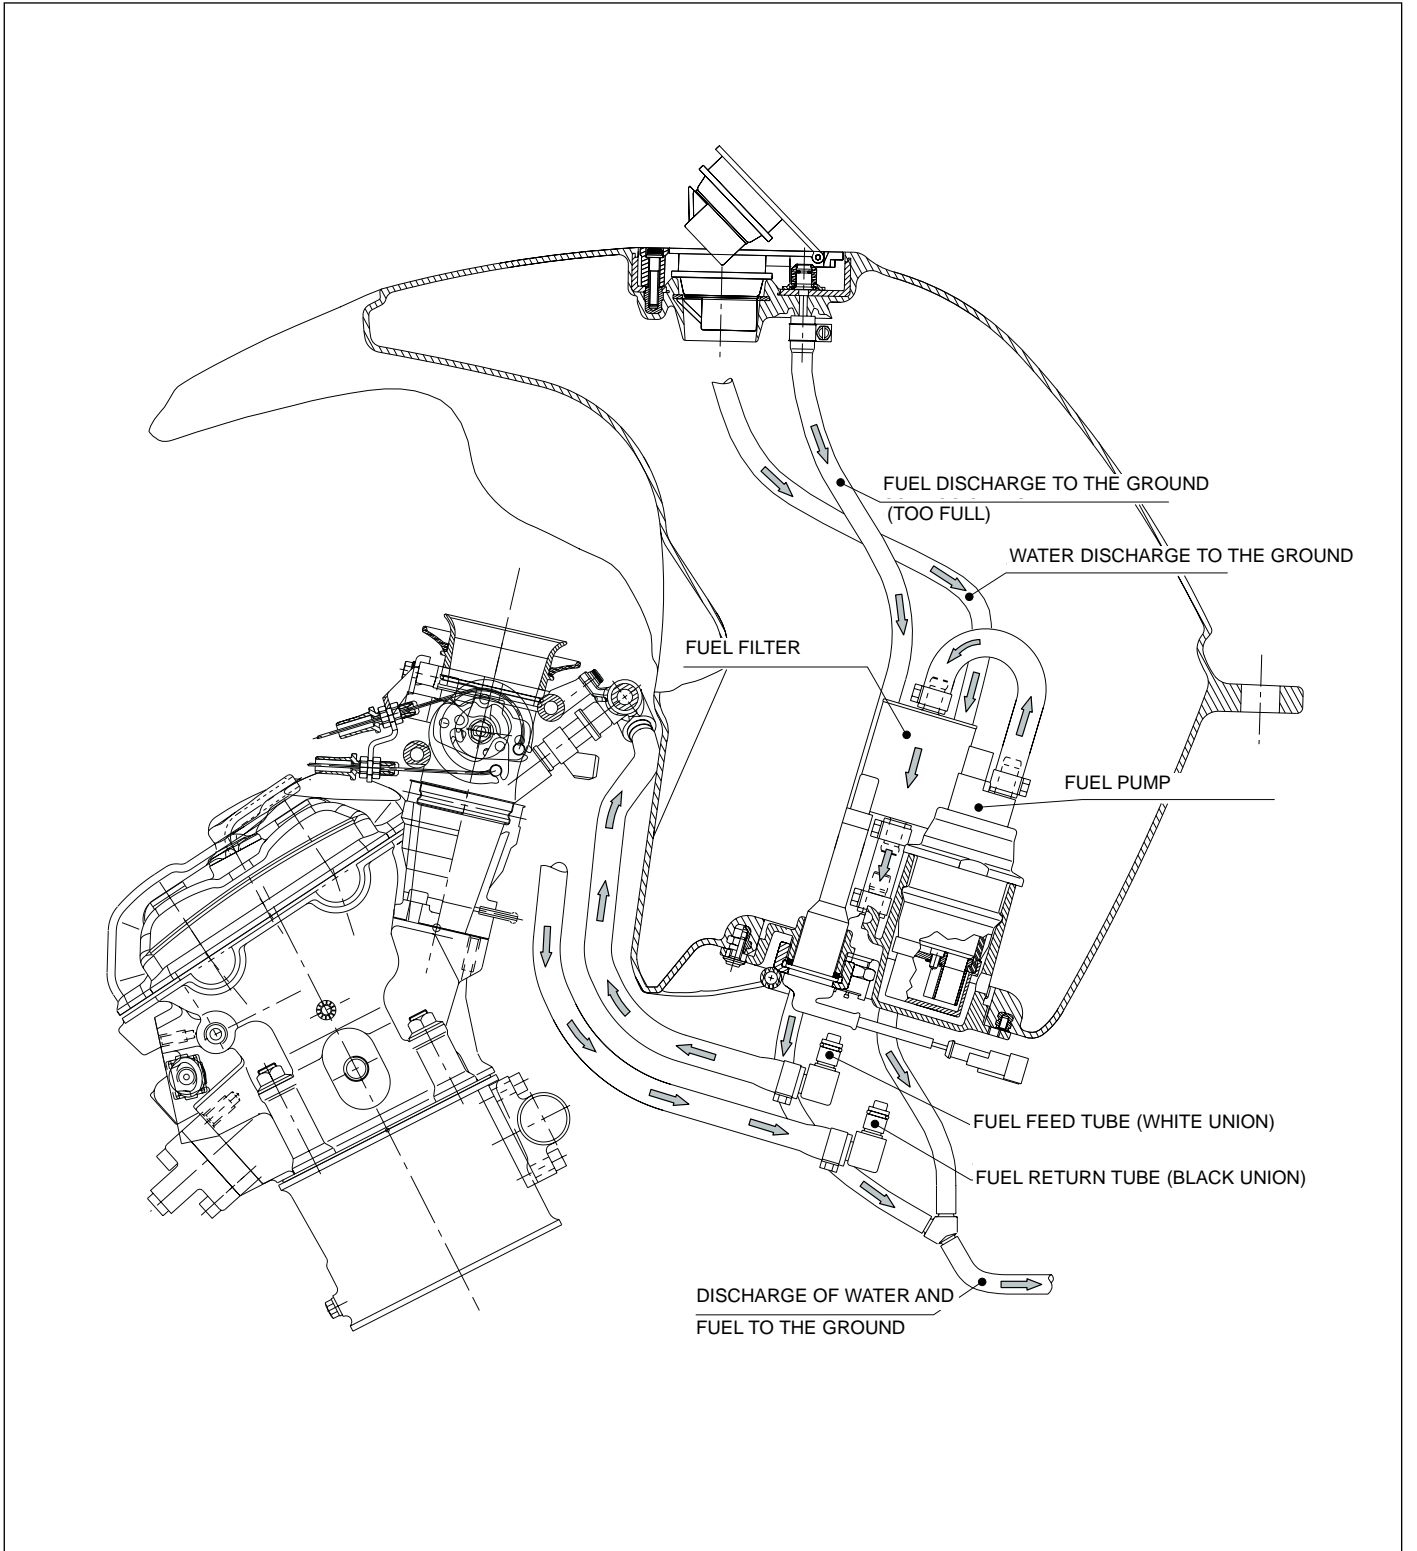 FUEL DISCHARGE TO THE GROUND
(TOO FULL)
WATER DISCHARGE TO THE GROUND
FUEL FILTER
FUEL PUMP
FUEL FEED TUBE (WHITE UNION)
FUEL RETURN TUBE (BLACK UNION)
DISCHARGE OF WATER AND
FUEL TO THE GROUND